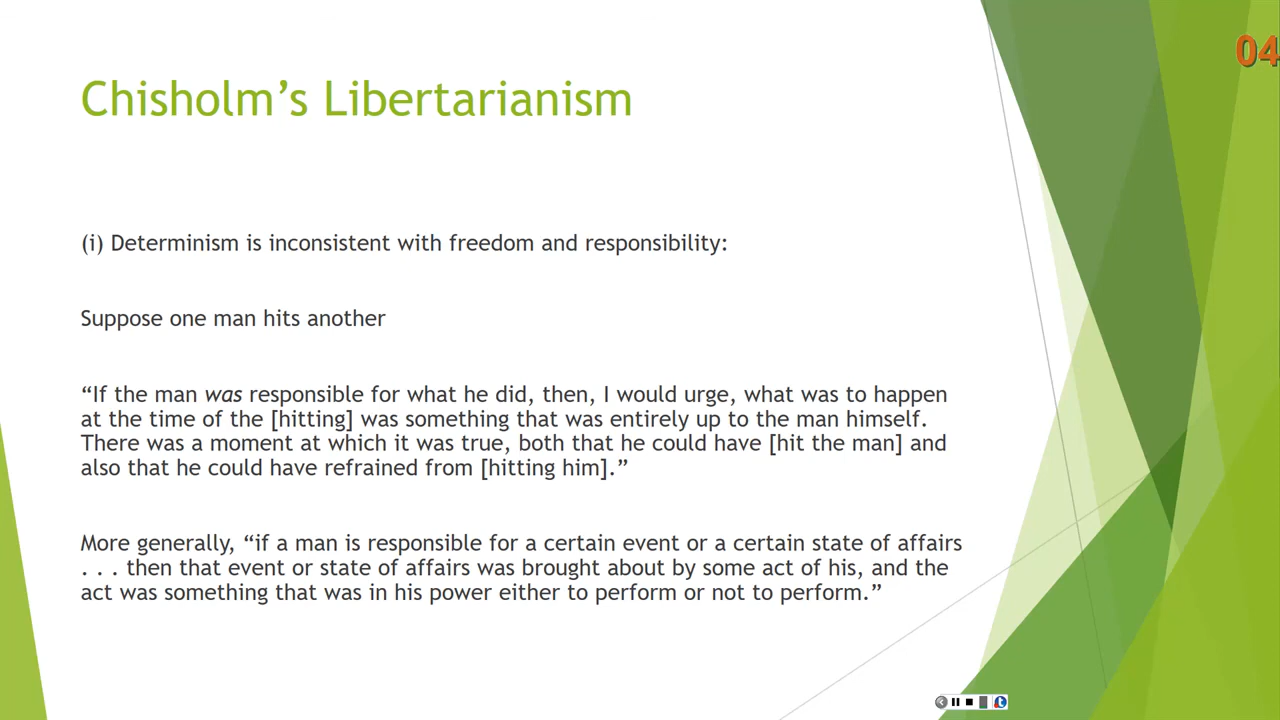 04
Chisholm’s Libertarianism
(i) Determinism is inconsistent with freedom and responsibility:
Suppose one man hits another
“If the man was responsible for what he did, then, I would urge, what was to happen
at the time of the [hitting] was something that was entirely up to the man himself.
There was a moment at which it was true, both that he could have [hit the man] and
also that he could have refrained from [hitting him].”
More generally, “if a man is responsible for a certain event or a certain state of affairs
. . . then that event or state of affairs was brought about by some act of his, and the
act was something that was in his power either to perform or not to perform.”